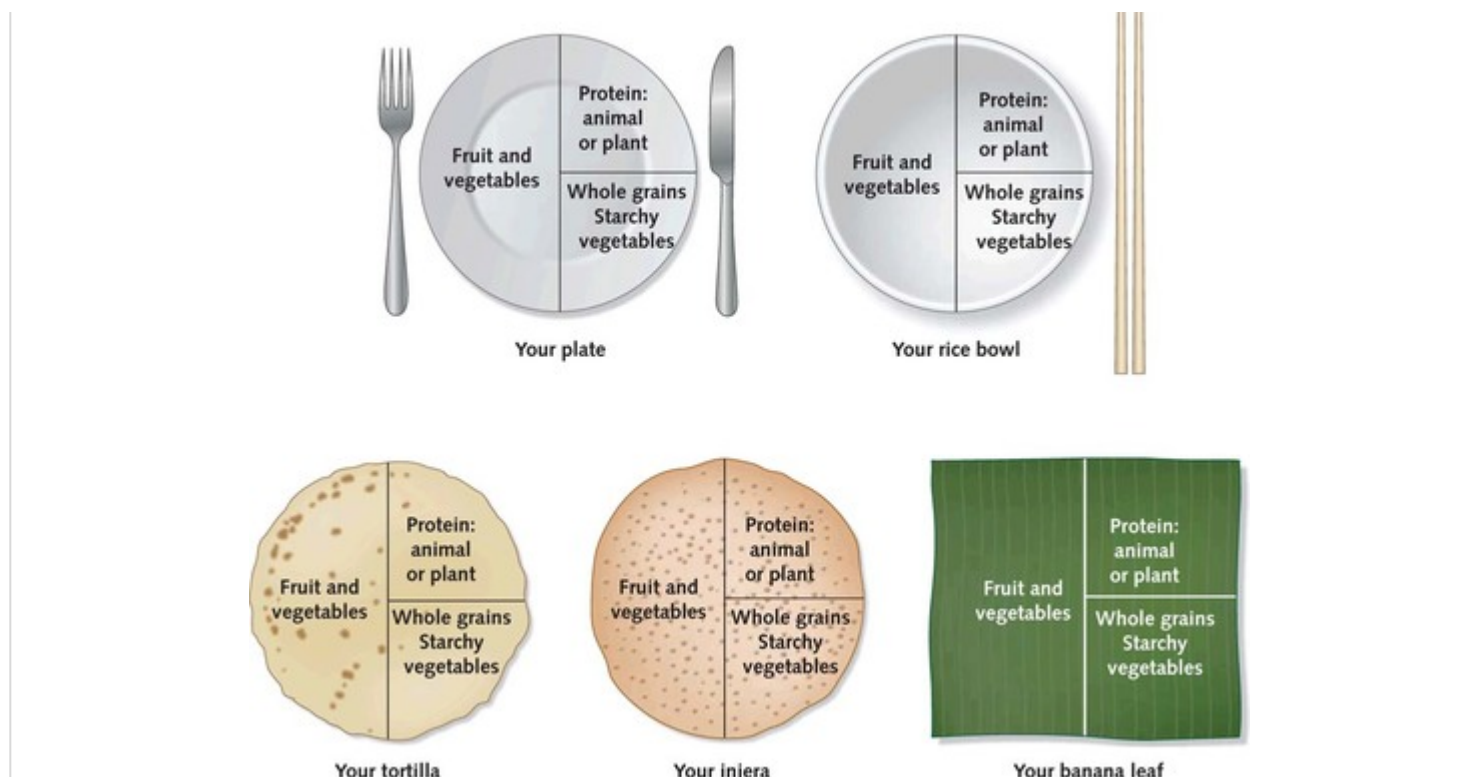 Fruit and
vegetables
Protein:
animal
or plant
Whole grains
Starchy
vegetables
Your plate
Fruit and
vegetables
Protein:
animal
or plant
Whole grains
Starchy
vegetables
Your rice bowl
Fruit and
vegetables
Protein:
animal
or plant
Whole grains
Starchy
vegetables
Your tortilla
Fruit and
vegetables
Protein:
animal
or plant
Whole grains
Starchy
vegetables
Your injera
Fruit and
vegetables
Protein:
animal
or plant
Whole grains
Starchy
vegetables
Your banana leaf